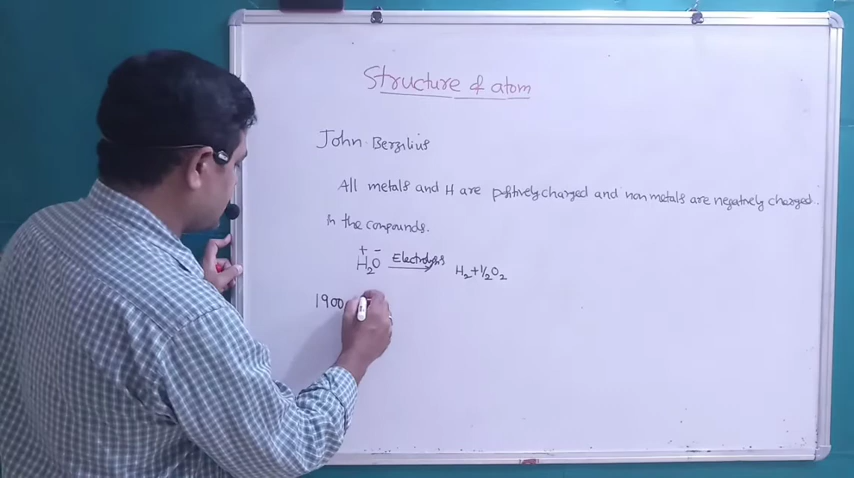 Structure of atom
John Berzilius
All metals and H are positively charged and non metals are negatively charged.
in the compounds.
+ -
H2O Electrolysis → H2 + 1/2 O2
1900